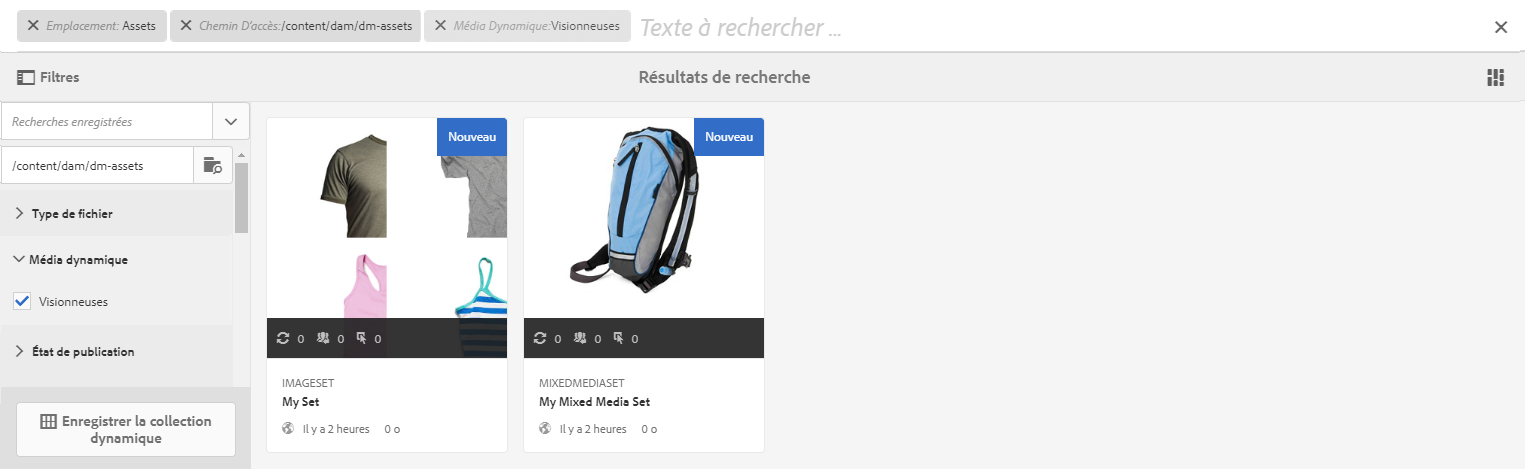 Emplacement: Assets Chemin D'accès:/content/dam/dm-assets Média Dynamique:Visionneuses Texte à rechercher ...
Filtres Résultats de recherche
Recherches enregistrées
/content/dam/dm-assets
Type de fichier
Média dynamique
Visionneuses
État de publication
Enregistrer la collection
dynamique
Nouveau
0 0 0
IMAGESET
My Set
Il y a 2 heures 0 o
Nouveau
0 0 0
MIXEDMEDIASET
My Mixed Media Set
Il y a 2 heures 0 o